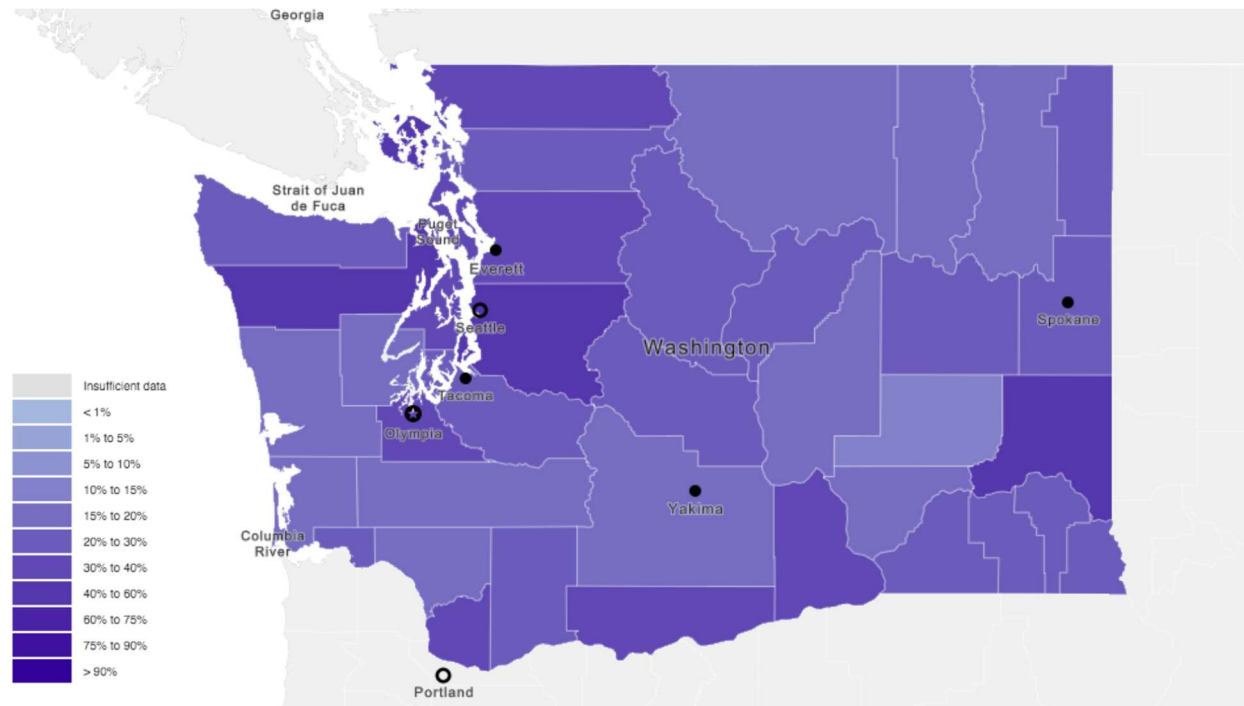 Georgia
Strait of Juan
de Fuca
Puget
Sound
Everett
Seattle
Washington
Spokane
Tacoma
Olympia
Yakima
Columbia
River
Portland
Insufficient data
< 1%
1% to 5%
5% to 10%
10% to 15%
15% to 20%
20% to 30%
30% to 40%
40% to 60%
60% to 75%
75% to 90%
> 90%